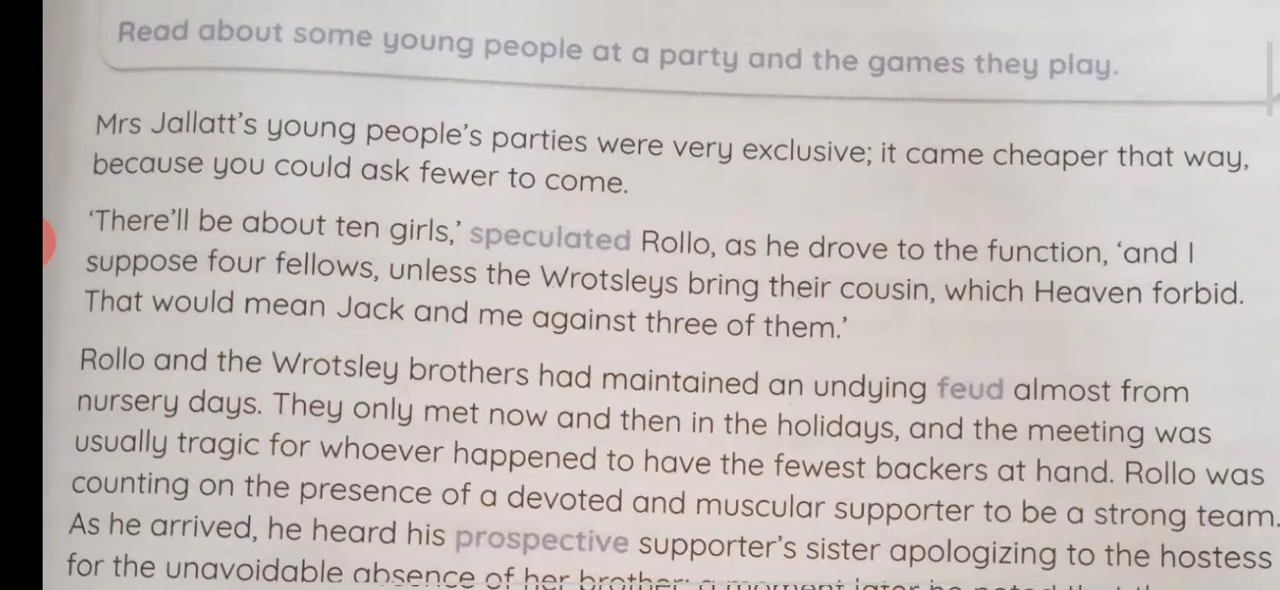 Read about some young people at a party and the games they play.
Mrs Jallatt’s young people’s parties were very exclusive; it came cheaper that way,
because you could ask fewer to come.
‘There’ll be about ten girls,’ speculated Rollo, as he drove to the function, ‘and I
suppose four fellows, unless the Wrotsleys bring their cousin, which Heaven forbid.
That would mean Jack and me against three of them.’
Rollo and the Wrotsley brothers had maintained an undying feud almost from
nursery days. They only met now and then in the holidays, and the meeting was
usually tragic for whoever happened to have the fewest backers at hand. Rollo was
counting on the presence of a devoted and muscular supporter to be a strong team.
As he arrived, he heard his prospective supporter’s sister apologizing to the hostess
for the unavoidable absence of her brother; a moment later he noted that the